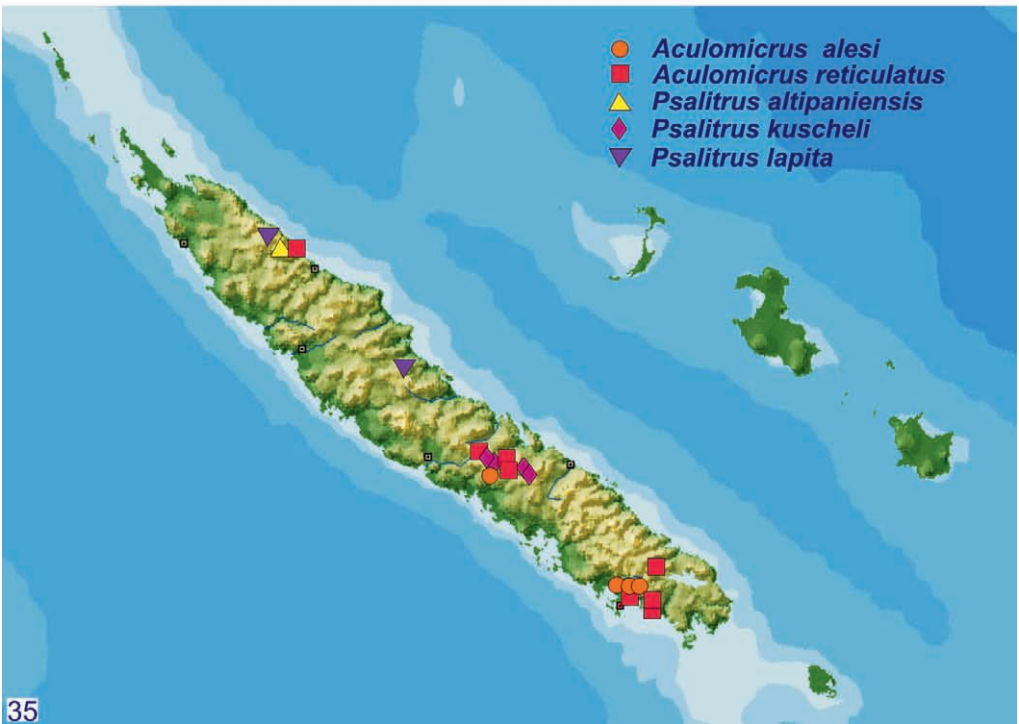 Aculomicrus alesi
Aculomicrus reticulatus
Psalitrus altipaniensis
Psalitrus kuscheli
Psalitrus lapita
35